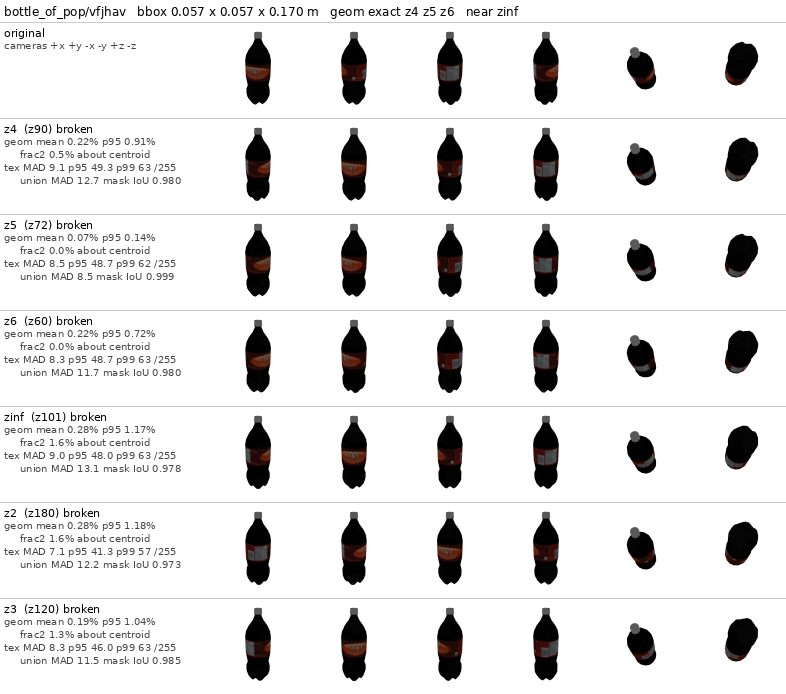 bottle_of_pop/vfjhav   bbox 0.057 x 0.057 x 0.170 m   geom exact z4 z5 z6   near zinf
original
cameras +x +y -x -y +z -z
z4  (z90) broken
geom mean 0.22% p95 0.91%
frac2 0.5% about centroid
tex MAD 9.1 p95 49.3 p99 63 /255
union MAD 12.7 mask IoU 0.980
z5  (z72) broken
geom mean 0.07% p95 0.14%
frac2 0.0% about centroid
tex MAD 8.5 p95 48.7 p99 62 /255
union MAD 8.5 mask IoU 0.999
z6  (z60) broken
geom mean 0.22% p95 0.72%
frac2 0.0% about centroid
tex MAD 8.3 p95 48.7 p99 63 /255
union MAD 11.7 mask IoU 0.980
zinf  (z101) broken
geom mean 0.28% p95 1.17%
frac2 1.6% about centroid
tex MAD 9.0 p95 48.0 p99 63 /255
union MAD 13.1 mask IoU 0.978
z2  (z180) broken
geom mean 0.28% p95 1.18%
frac2 1.6% about centroid
tex MAD 7.1 p95 41.3 p99 57 /255
union MAD 12.2 mask IoU 0.973
z3  (z120) broken
geom mean 0.19% p95 1.04%
frac2 1.3% about centroid
tex MAD 8.3 p95 46.0 p99 63 /255
union MAD 11.5 mask IoU 0.985